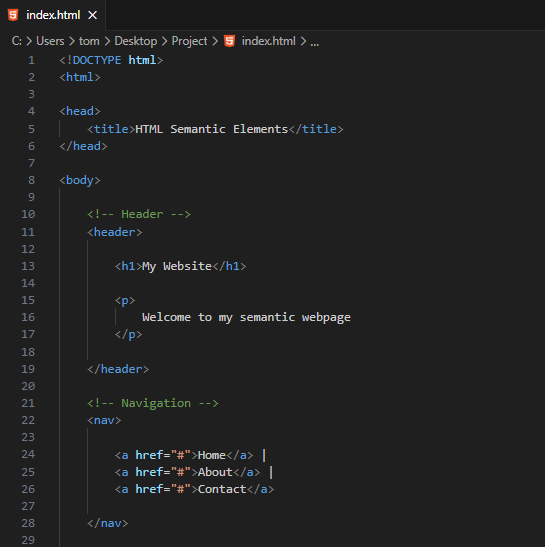 index.html
C: > Users > tom > Desktop > Project > index.html > ...
1 <!DOCTYPE html>
2 <html>
3
4 <head>
5     <title>HTML Semantic Elements</title>
6 </head>
7
8 <body>
9
10     <!-- Header -->
11     <header>
12
13         <h1>My Website</h1>
14
15         <p>
16             Welcome to my semantic webpage
17         </p>
18
19     </header>
20
21     <!-- Navigation -->
22     <nav>
23
24         <a href="#">Home</a> |
25         <a href="#">About</a> |
26         <a href="#">Contact</a>
27
28     </nav>
29